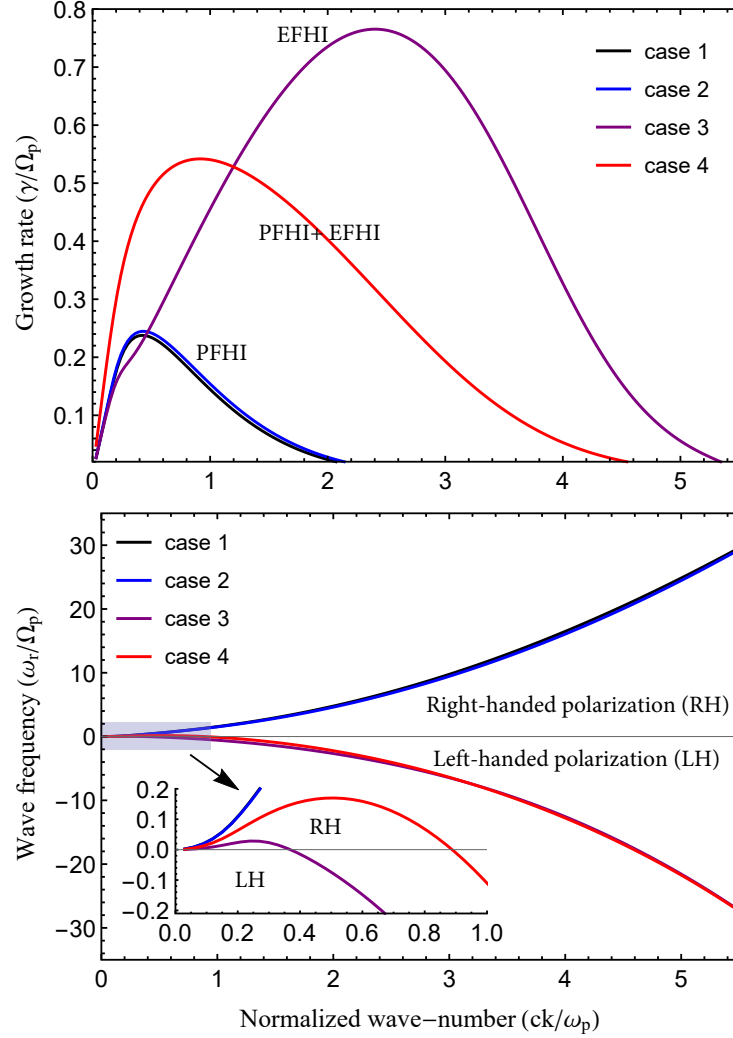 0.8
0.7
0.6
0.5
0.4
0.3
0.2
0.1
Growth rate (γ/Ωp)
EFHI
PFHI+ EFHI
PFHI
case 1
case 2
case 3
case 4
0 1 2 3 4 5
30
20
10
0
−10
−20
−30
Wave frequency (ωr/Ωp)
case 1
case 2
case 3
case 4
Right-handed polarization (RH)
Left-handed polarization (LH)
0.2
0.1
0.0
−0.1
−0.2
RH
LH
0.0 0.2 0.4 0.6 0.8 1.0
0 1 2 3 4 5
Normalized wave−number (ck/ωp)